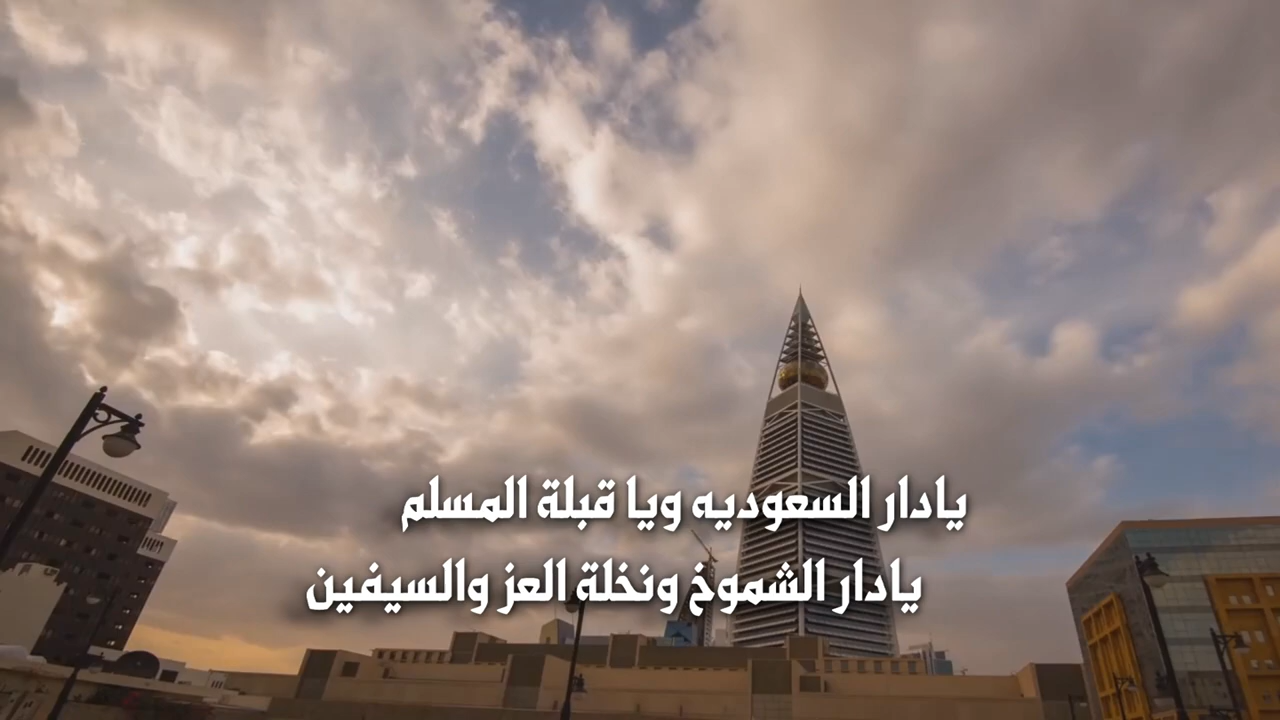 يادار السعوديه ويا قبلة المسلم
يادار الشموخ ونخلة العز والسيفين